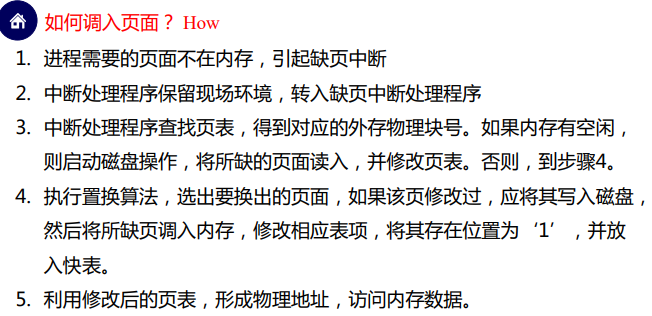 如何调入页面？ How
1. 进程需要的页面不在内存，引起缺页中断
2. 中断处理程序保留现场环境，转入缺页中断处理程序
3. 中断处理程序查找页表，得到对应的外存物理块号。如果内存有空闲，
则启动磁盘操作，将所缺的页面读入，并修改页表。否则，到步骤4。
4. 执行置换算法，选出要换出的页面，如果该页修改过，应将其写入磁盘，
然后将所缺页调入内存，修改相应表项，将其存在位置为‘1’，并放
入快表。
5. 利用修改后的页表，形成物理地址，访问内存数据。